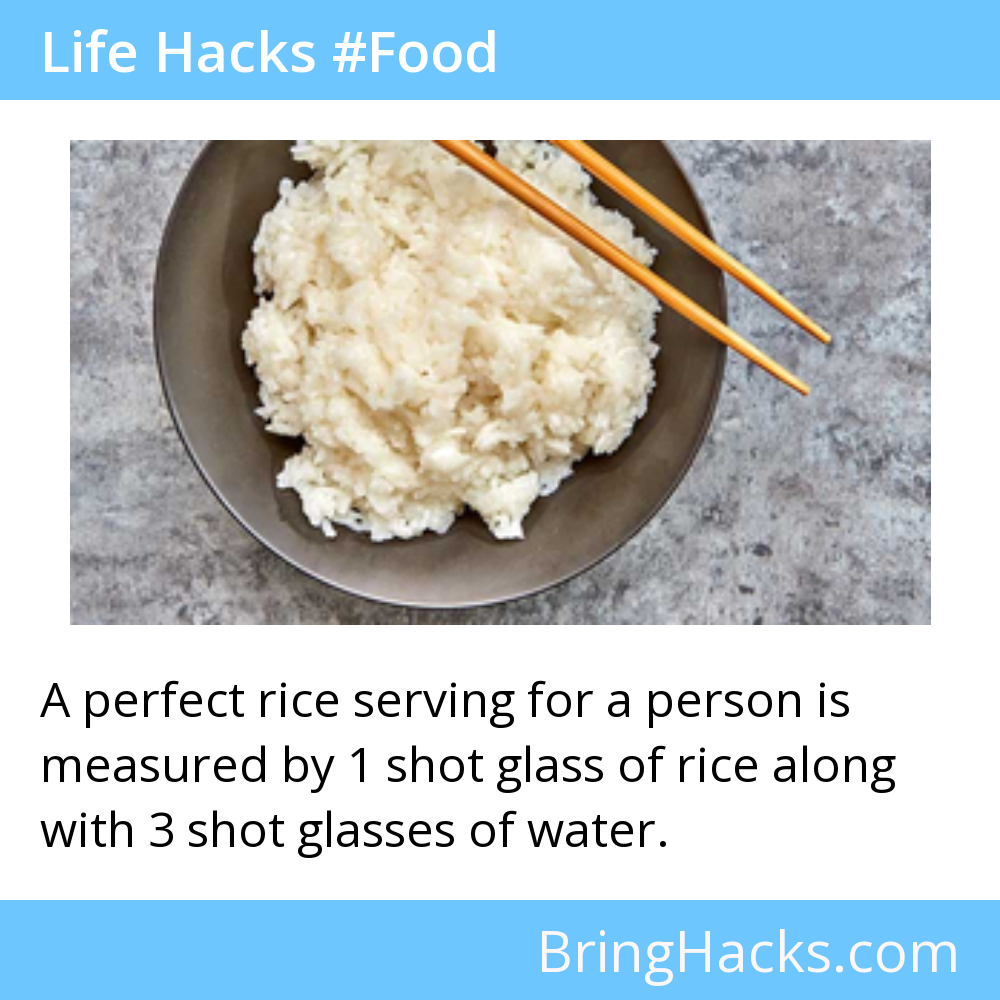 Life Hacks #Food
A perfect rice serving for a person is
measured by 1 shot glass of rice along
with 3 shot glasses of water.
BringHacks.com